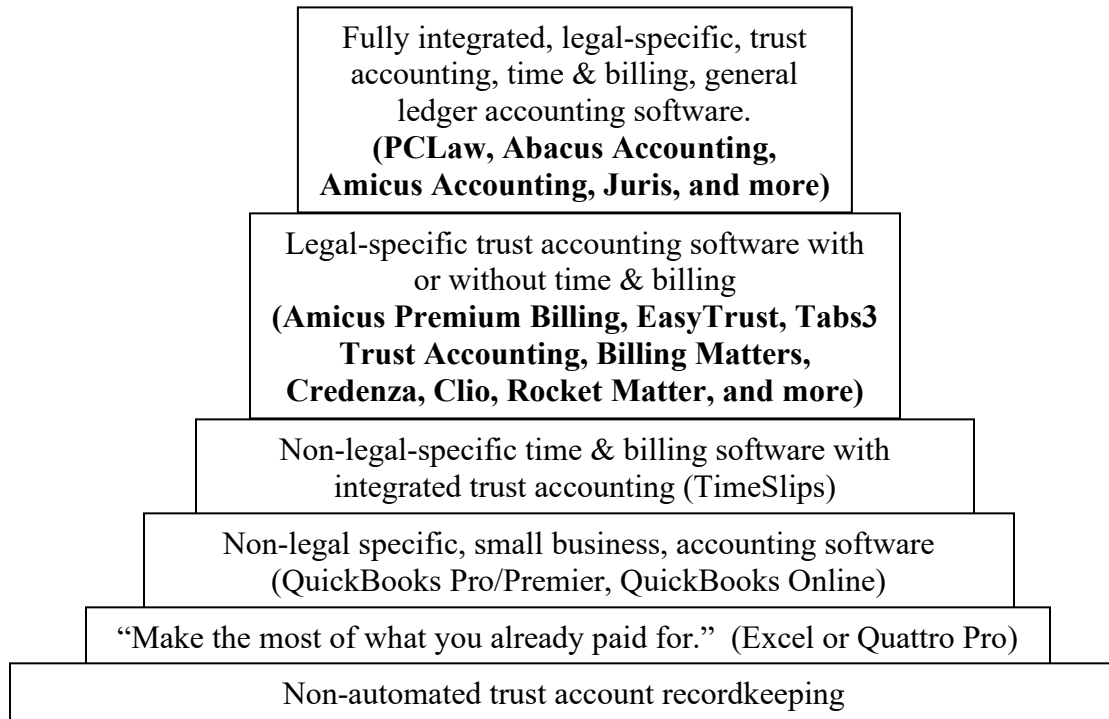 Fully integrated, legal-specific, trust
accounting, time & billing, general
ledger accounting software.
(PCLaw, Abacus Accounting,
Amicus Accounting, Juris, and more)
Legal-specific trust accounting software with
or without time & billing
(Amicus Premium Billing, EasyTrust, Tabs3
Trust Accounting, Billing Matters,
Credenza, Clio, Rocket Matter, and more)
Non-legal-specific time & billing software with
integrated trust accounting (TimeSlips)
Non-legal specific, small business, accounting software
(QuickBooks Pro/Premier, QuickBooks Online)
“Make the most of what you already paid for.”  (Excel or Quattro Pro)
Non-automated trust account recordkeeping